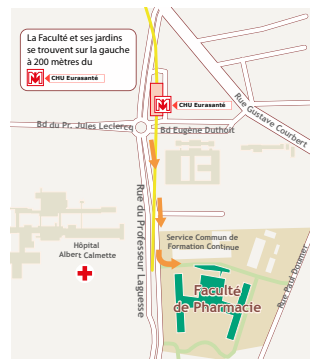 La Faculté et ses jardins
se trouvent sur la gauche
à 200 mètres du
CHU Eurasanté
CHU Eurasanté
Rue Gustave Courbert
Bd du Pr. Jules Leclercq
Bd Eugène Duthoit
Rue du Professeur Laguesse
Service Commun de
Formation Continue
Hôpital
Albert Calmette
Faculté
de Pharmacie
Rue Paul Doumer